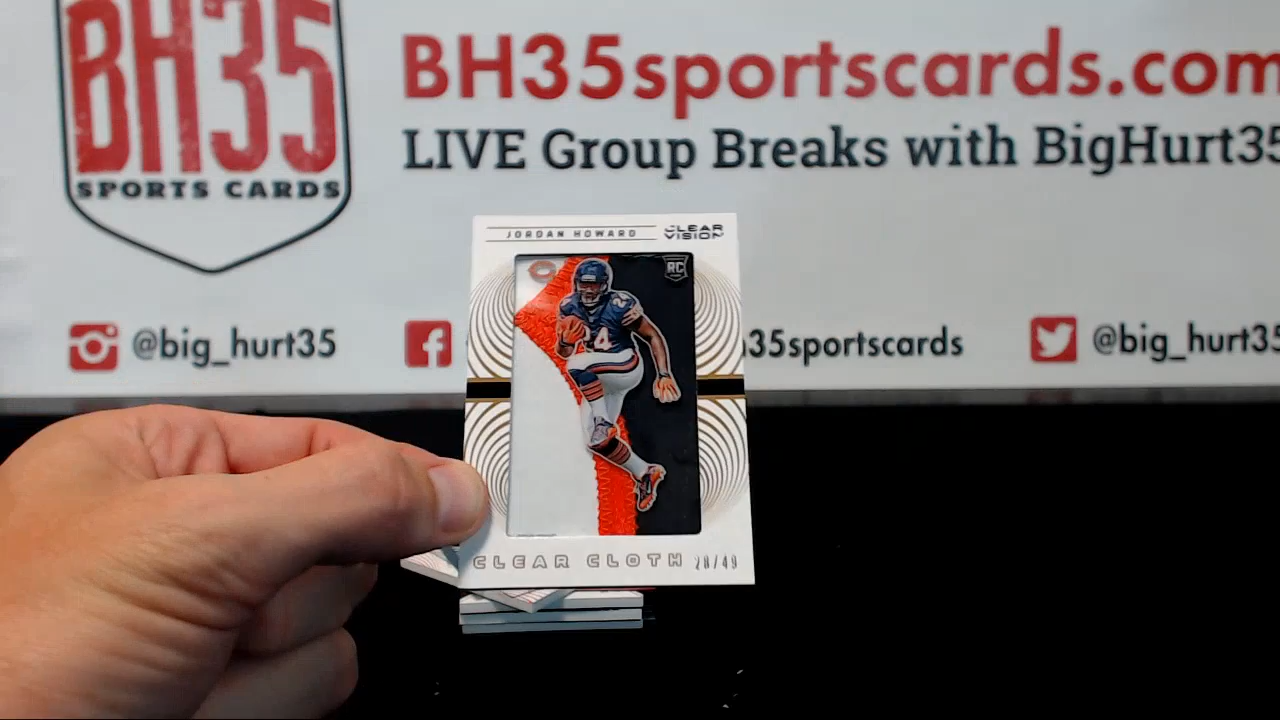 BH35
SPORTS CARDS
BH35sportscards.com
LIVE Group Breaks with BigHurt35
@big_hurt35
35sportscards
@big_hurt35
JORDAN HOWARD
CLEAR
VISION
RC
24
CLEAR CLOTH 28/49